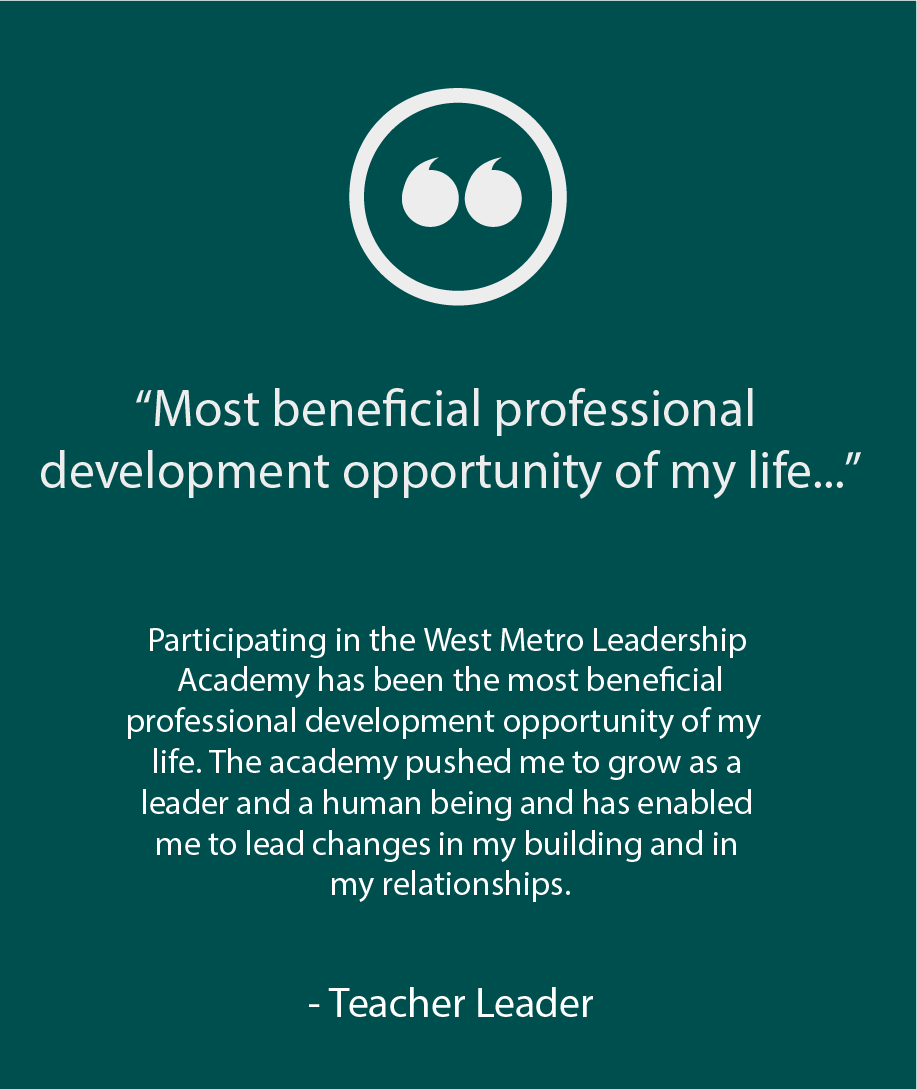 “Most beneficial professional
development opportunity of my life...”
Participating in the West Metro Leadership
Academy has been the most beneficial
professional development opportunity of my
life. The academy pushed me to grow as a
leader and a human being and has enabled
me to lead changes in my building and in
my relationships.
- Teacher Leader